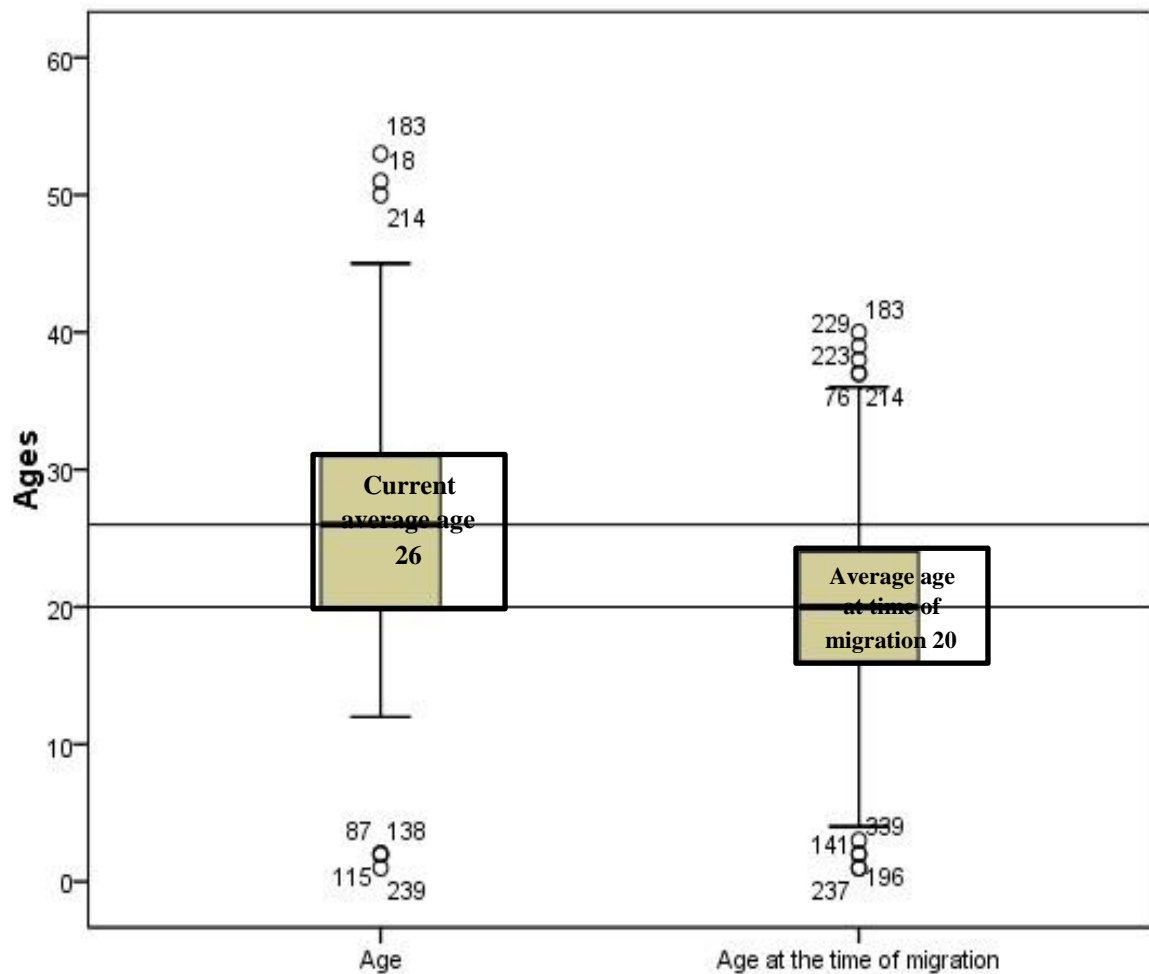 Ages
60
50
40
30
20
10
0
183
18
214
Current
average age
26
87 138
115 239
229 183
223
76 214
Average age
at time of
migration 20
339
141
237 196
Age
Age at the time of migration